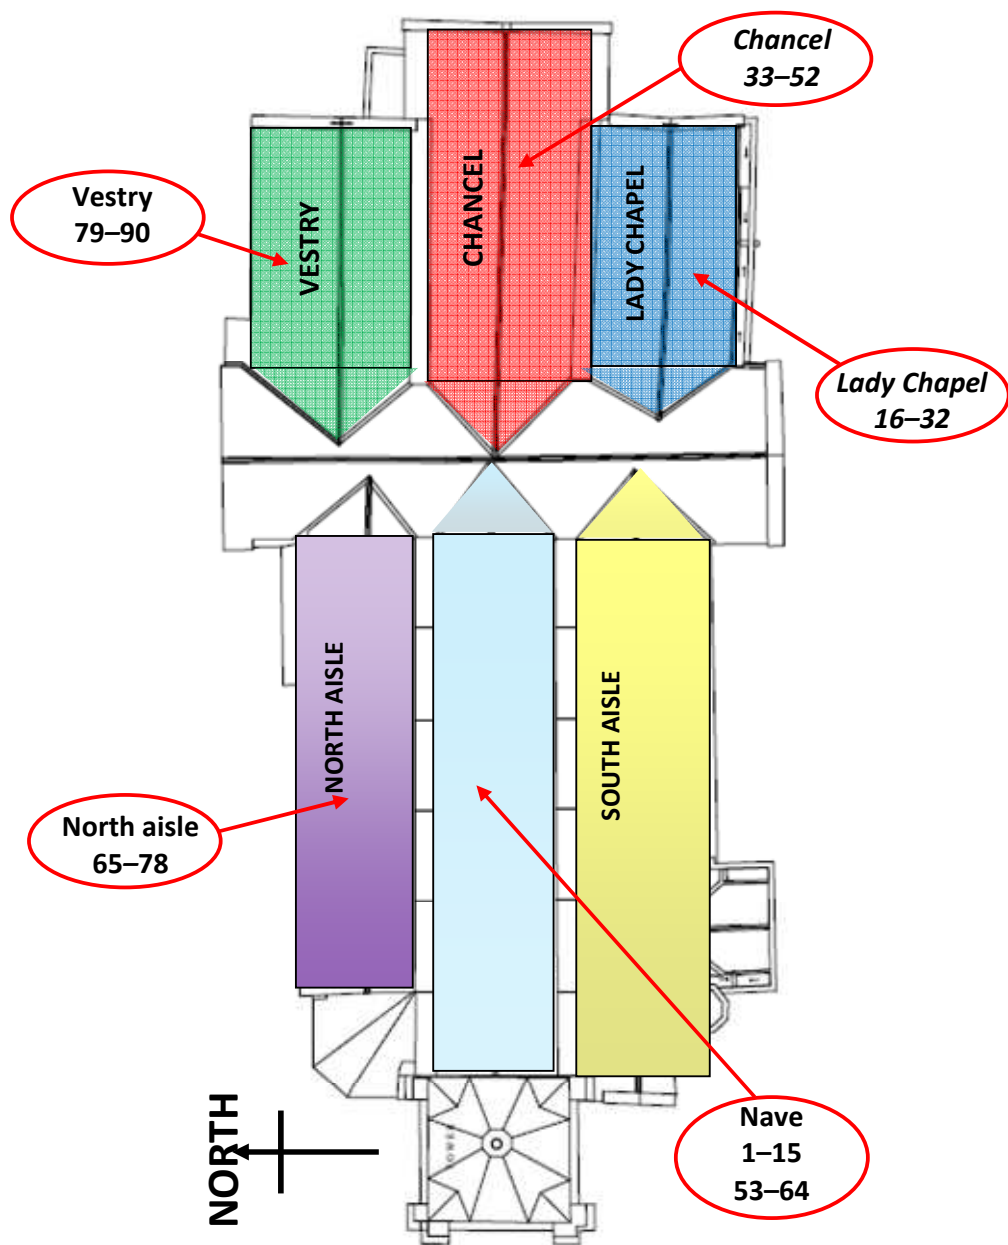 Chancel
33–52
Vestry
79–90
VESTRY
CHANCEL
LADY CHAPEL
Lady Chapel
16–32
NORTH AISLE
SOUTH AISLE
North aisle
65–78
Nave
1–15
53–64
NORTH